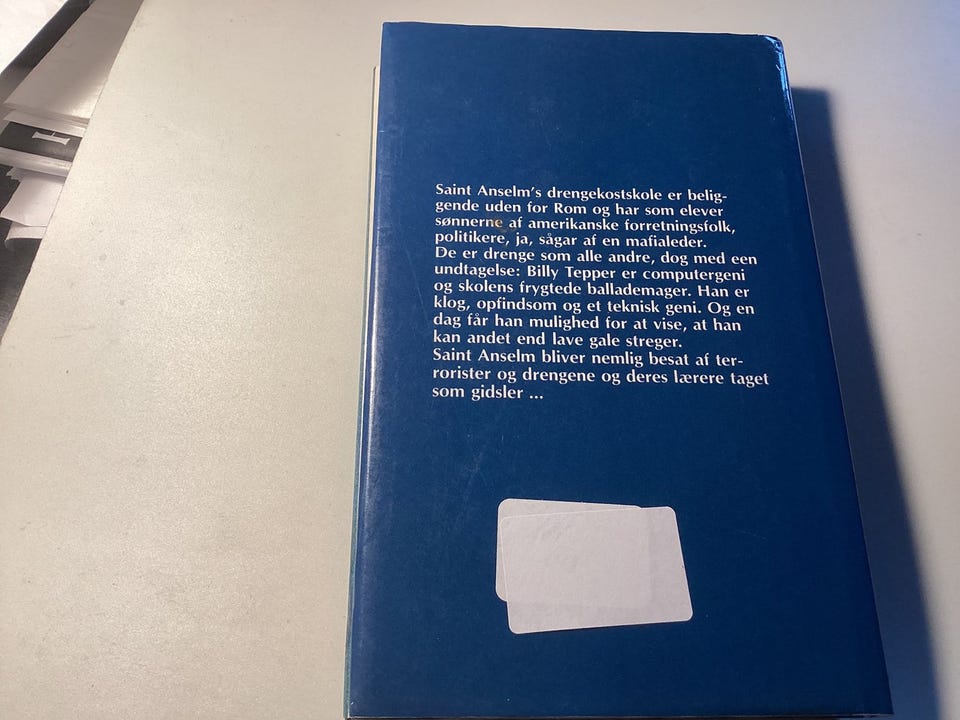 Saint Anselm's drengekostskole er belig-
gende uden for Rom og har som elever
sønnerne af amerikanske forretningsfolk,
politikere, ja, sågar af en mafialeder.
De er drenge som alle andre, dog med een
undtagelse: Billy Tepper er computergeni
og skolens frygtede ballademager. Han er
klog, opfindsom og et teknisk geni. Og en
dag får han mulighed for at vise, at han
kan andet end lave gale streger.
Saint Anselm bliver nemlig besat af ter-
rorister og drengene og deres lærere taget
som gidsler ...